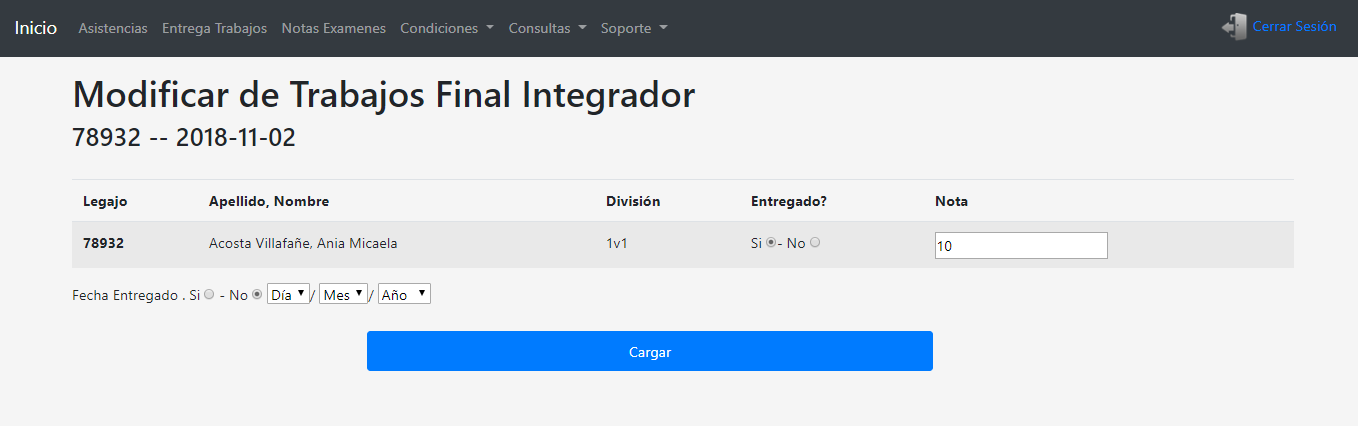 Inicio Asistencias Entrega Trabajos Notas Examenes Condiciones Consultas Soporte Cerrar Sesión
Modificar de Trabajos Final Integrador
78932 -- 2018-11-02
Legajo Apellido, Nombre División Entregado? Nota
78932 Acosta Villafañe, Ania Micaela 1v1 Si - No 10
Fecha Entregado . Si - No Día / Mes / Año
Cargar